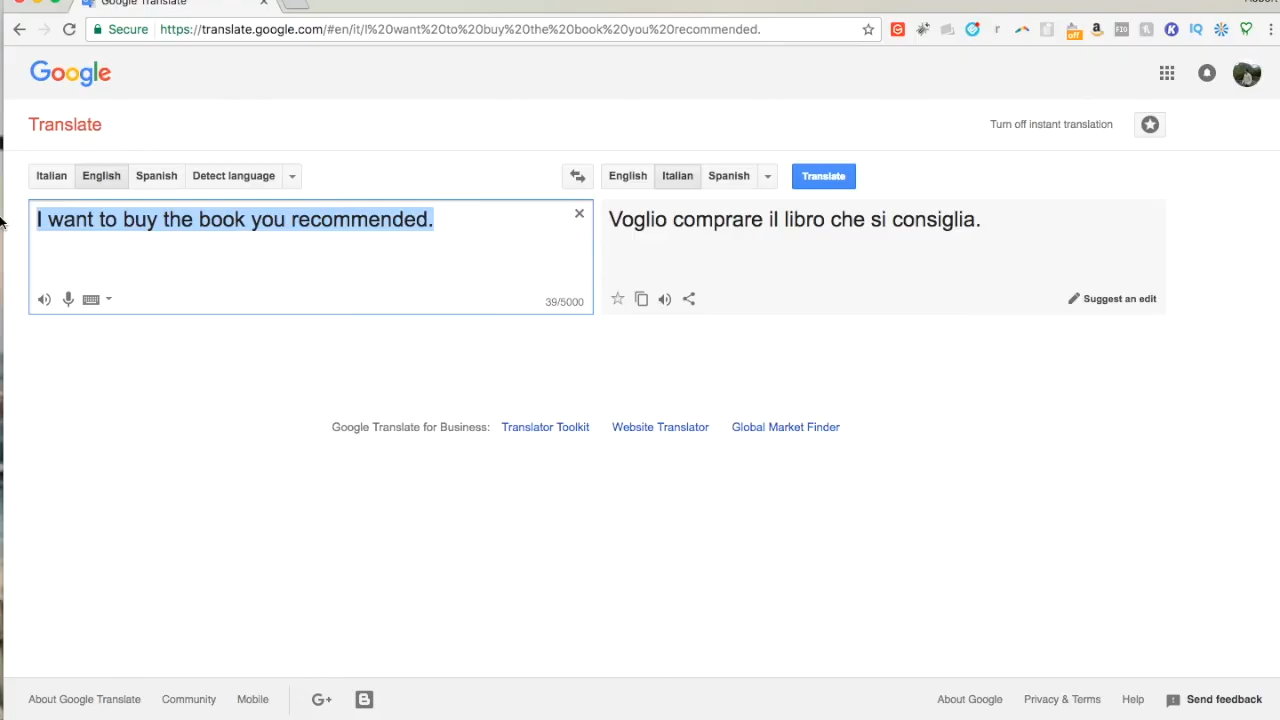 Google Translate
Secure https://translate.google.com/#en/it/I%20want%20to%20buy%20the%20book%20you%20recommended.
Google
Translate
Turn off instant translation
Italian English Spanish Detect language
English Italian Spanish Translate
I want to buy the book you recommended.
Voglio comprare il libro che si consiglia.
39/5000
Suggest an edit
Google Translate for Business: Translator Toolkit Website Translator Global Market Finder
About Google Translate Community Mobile G+ B
About Google Privacy & Terms Help Send feedback